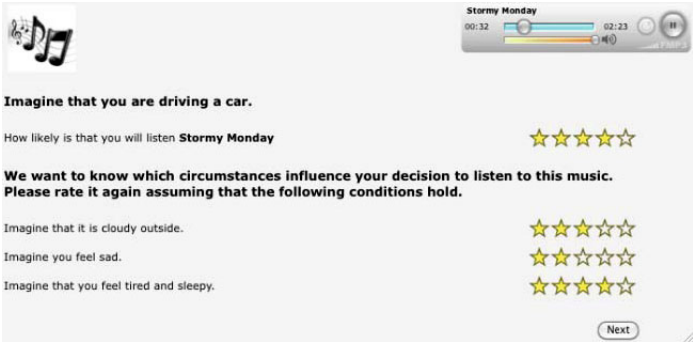 Stormy Monday
00:32 02:23
FMP3
Imagine that you are driving a car.
How likely is that you will listen Stormy Monday
We want to know which circumstances influence your decision to listen to this music.
Please rate it again assuming that the following conditions hold.
Imagine that it is cloudy outside.
Imagine you feel sad.
Imagine that you feel tired and sleepy.
Next